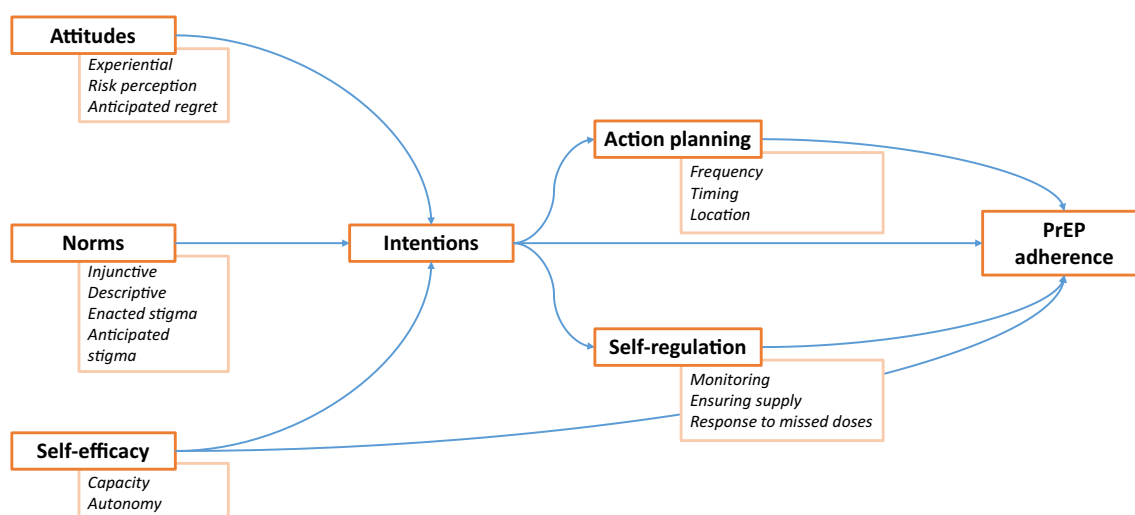 Attitudes
Experiential
Risk perception
Anticipated regret
Norms
Injunctive
Descriptive
Enacted stigma
Anticipated
stigma
Self-efficacy
Capacity
Autonomy
Intentions
Action planning
Frequency
Timing
Location
Self-regulation
Monitoring
Ensuring supply
Response to missed doses
PrEP
adherence